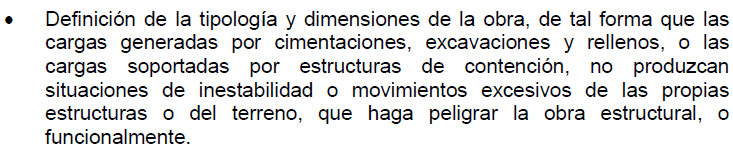 • Definición de la tipología y dimensiones de la obra, de tal forma que las
cargas generadas por cimentaciones, excavaciones y rellenos, o las
cargas soportadas por estructuras de contención, no produzcan
situaciones de inestabilidad o movimientos excesivos de las propias
estructuras o del terreno, que haga peligrar la obra estructural, o
funcionalmente.